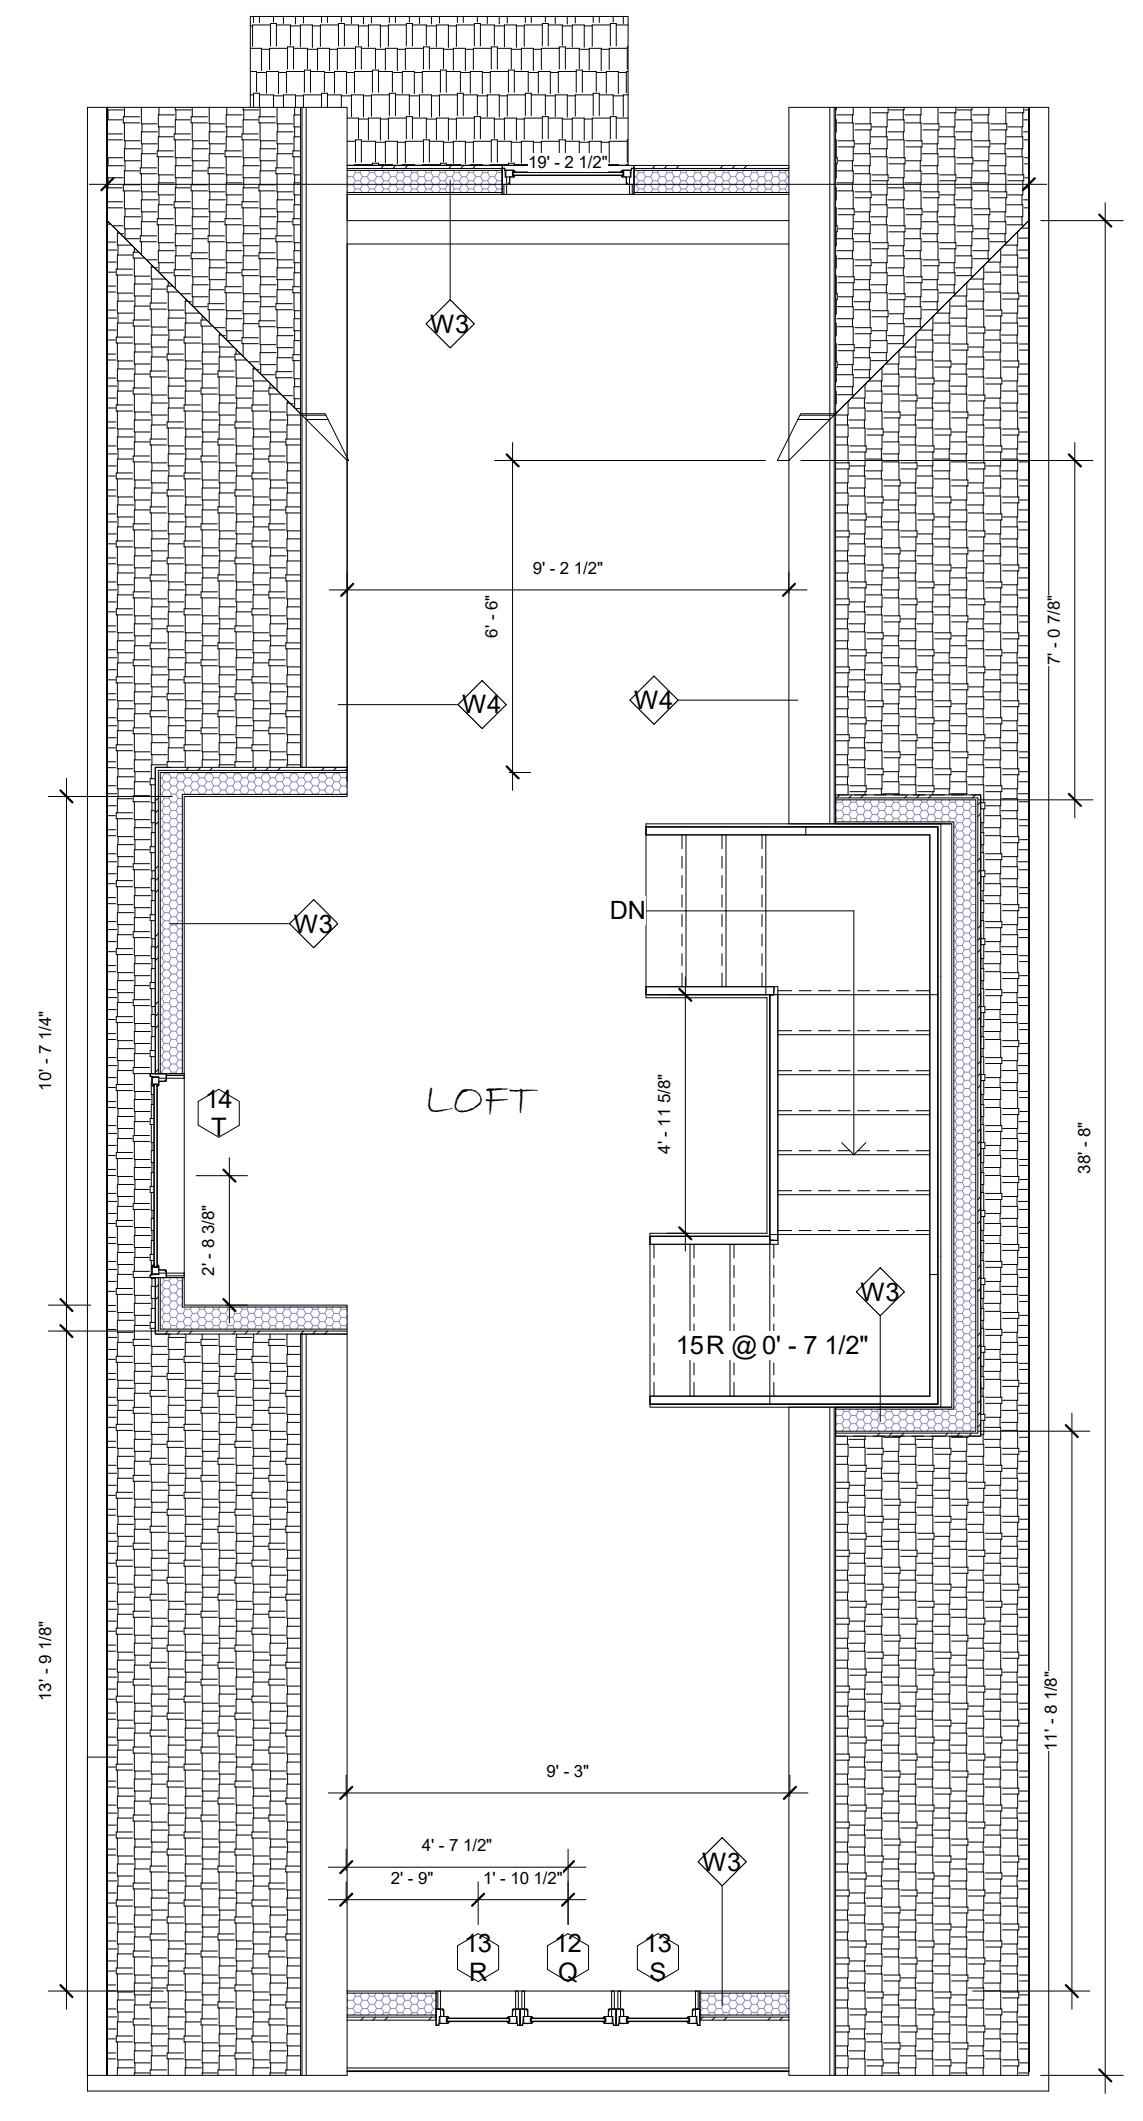 19' - 2 1/2"
W3
9' - 2 1/2"
6' - 6"
7' - 0 7/8"
W4
W4
DN
W3
10' - 7 1/4"
14
T
LOFT
4' - 11 5/8"
38' - 8"
2' - 8 3/8"
W3
15R @ 0' - 7 1/2"
13' - 9 1/8"
11' - 8 1/8"
9' - 3"
4' - 7 1/2"
W3
2' - 9"
1' - 10 1/2"
13
R
12
Q
13
S